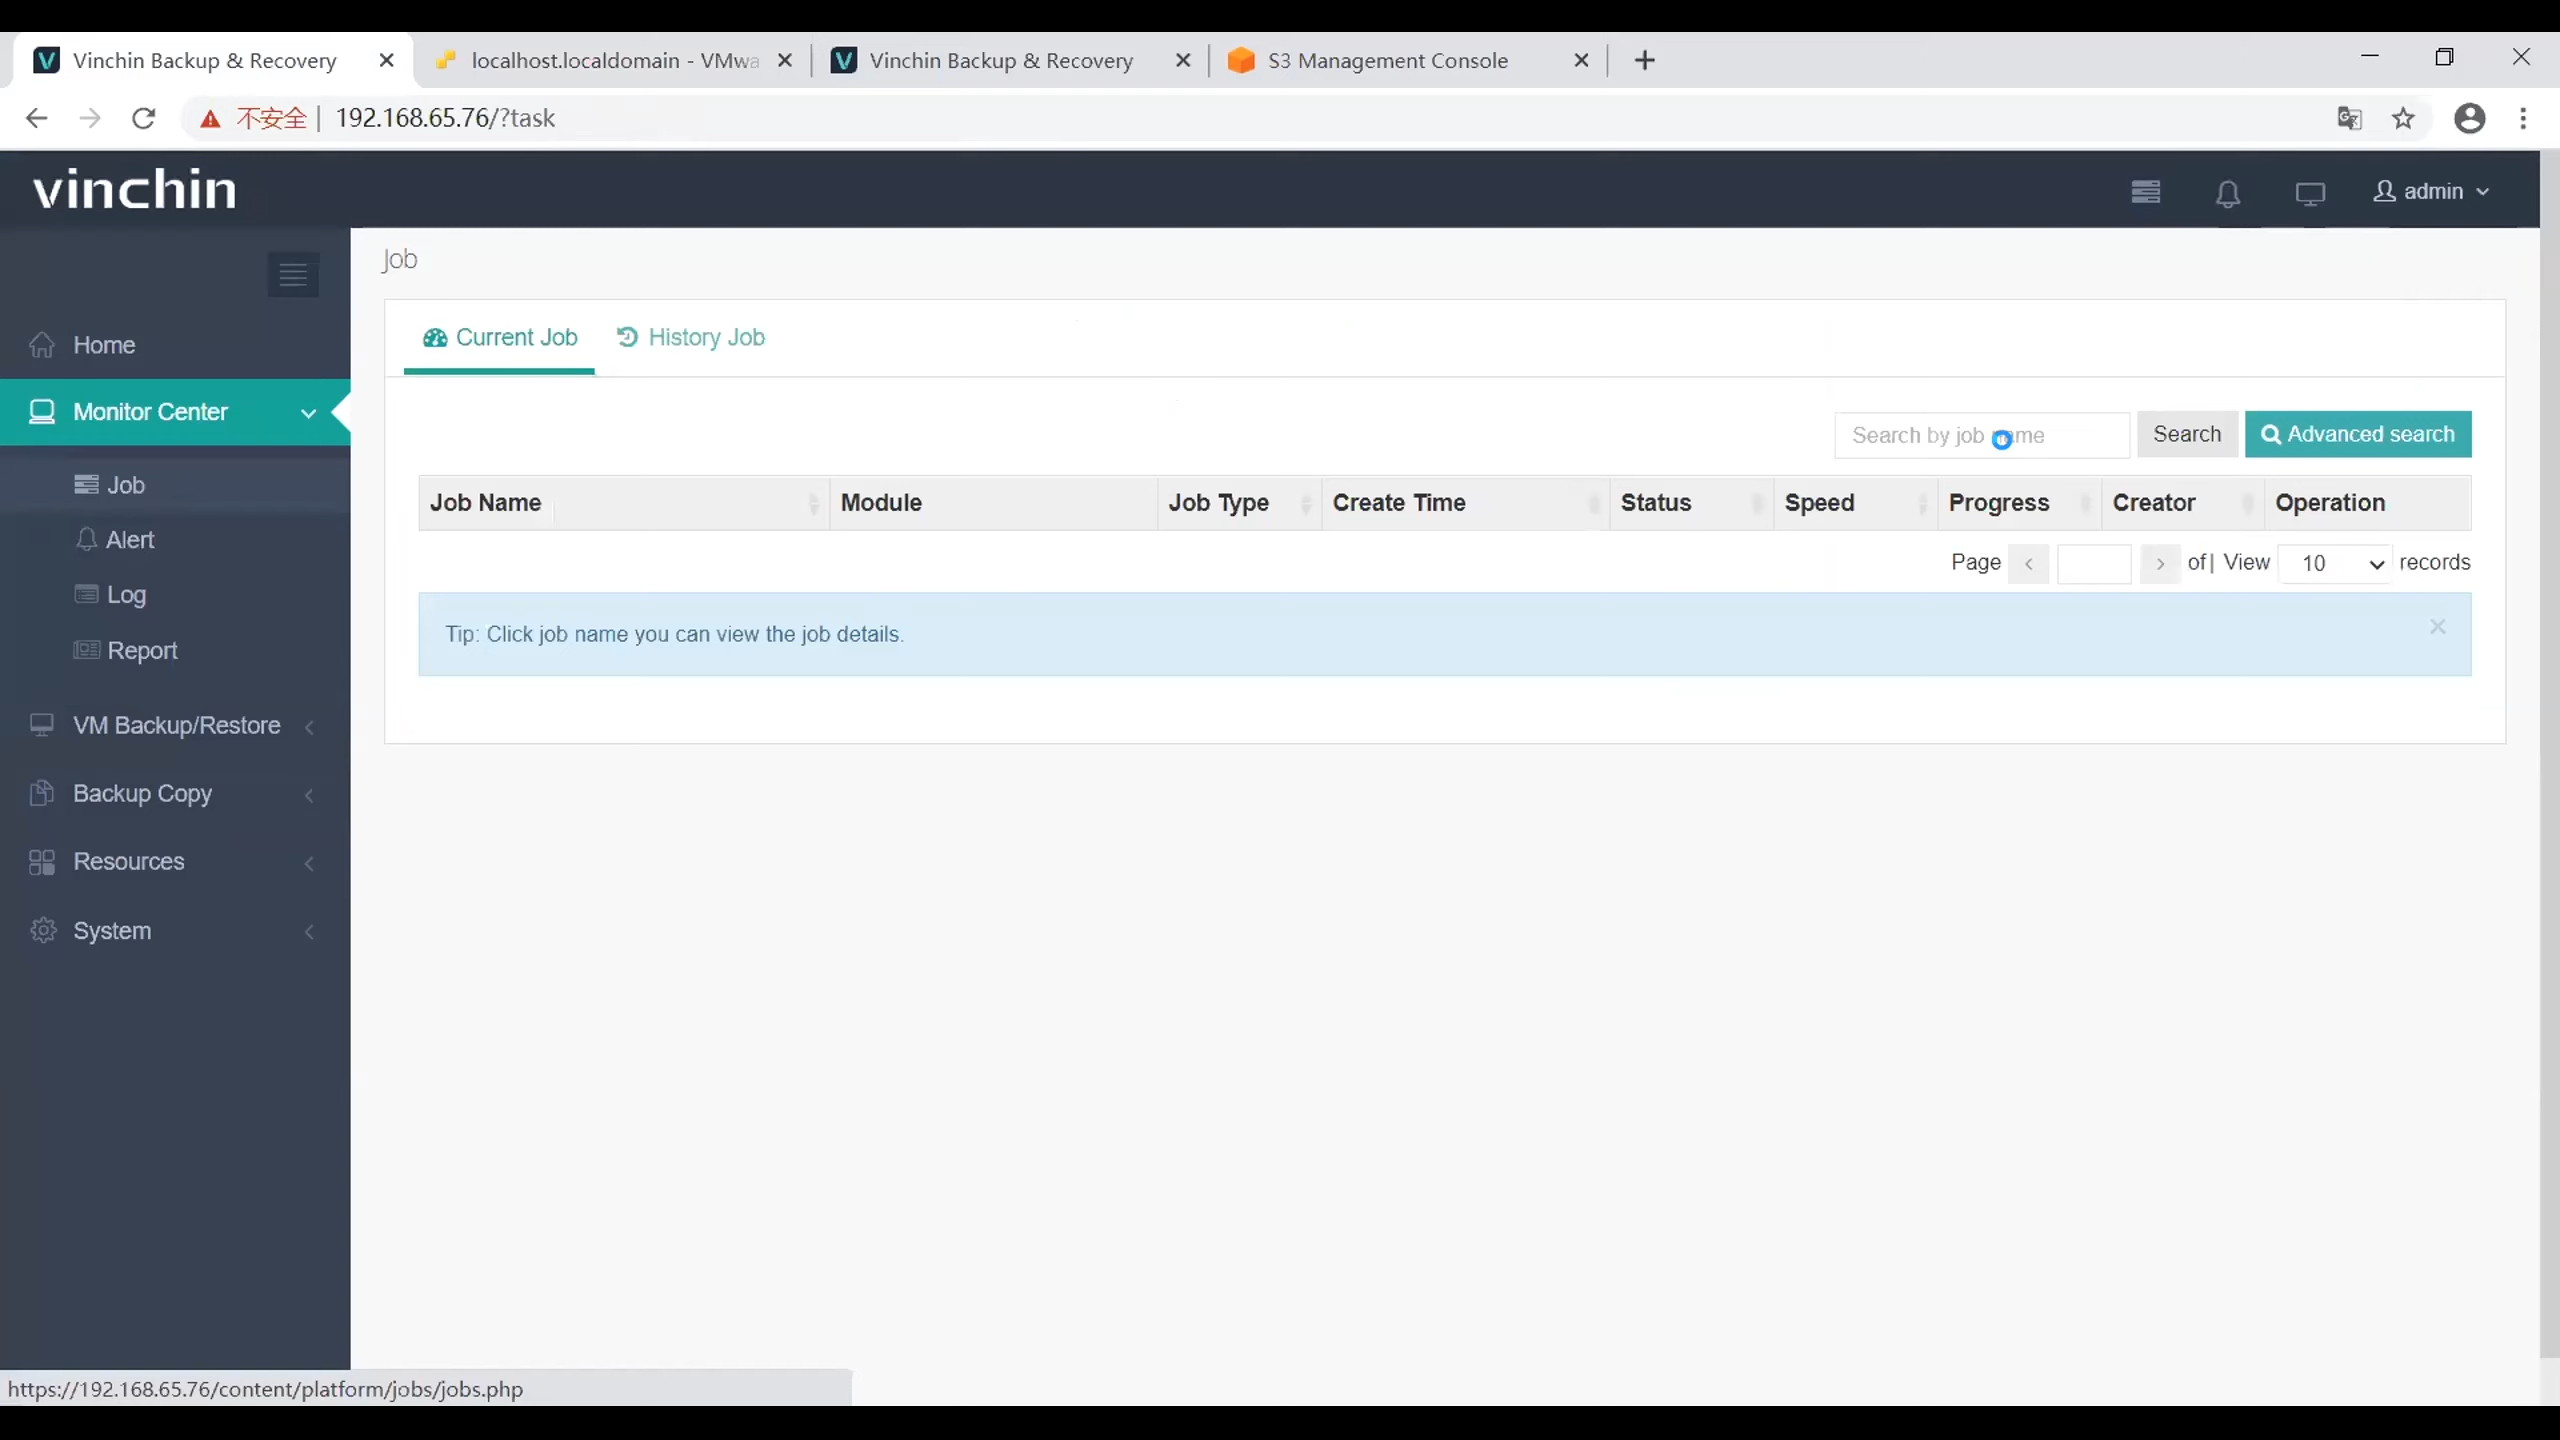 Vinchin Backup & Recovery
localhost.localdomain - VMwa
Vinchin Backup & Recovery
S3 Management Console
不安全 | 192.168.65.76/?task
vinchin
admin
Job
Home
Current Job
History Job
Monitor Center
Search by job
Search
Advanced search
Job
Job Name
Module
Job Type
Create Time
Status
Speed
Progress
Creator
Operation
Alert
Page < > of| View 10 records
Log
Tip: Click job name you can view the job details.
Report
VM Backup/Restore
Backup Copy
Resources
System
https://192.168.65.76/content/platform/jobs/jobs.php